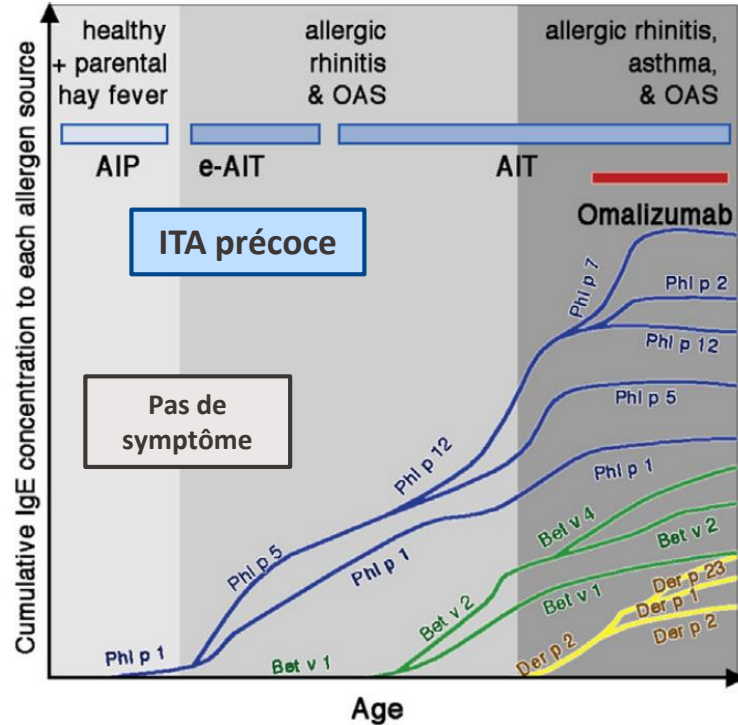 healthy
+ parental
hay fever
allergic
rhinitis
& OAS
allergic rhinitis,
asthma,
& OAS
AIP
e-AIT
AIT
Omalizumab
ITA précoce
Pas de
symptôme
Cumulative IgE concentration to each allergen source
Phl p 7
Phl p 2
Phl p 12
Phl p 5
Phl p 12
Phl p 1
Phl p 5
Phl p 1
Phl p 1
Bet v 4
Bet v 2
Bet v 2
Bet v 1
Bet v 1
Der p 23
Der p 1
Der p 2
Der p 2
Age